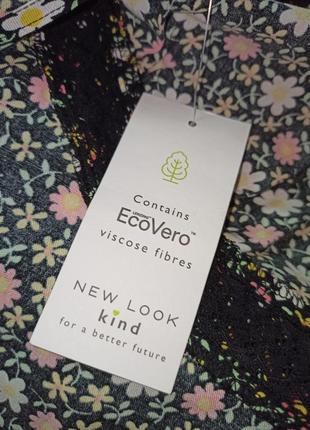 Contains
LENZING™
EcoVero™
viscose fibres
NEW LOOK
kind
for a better future